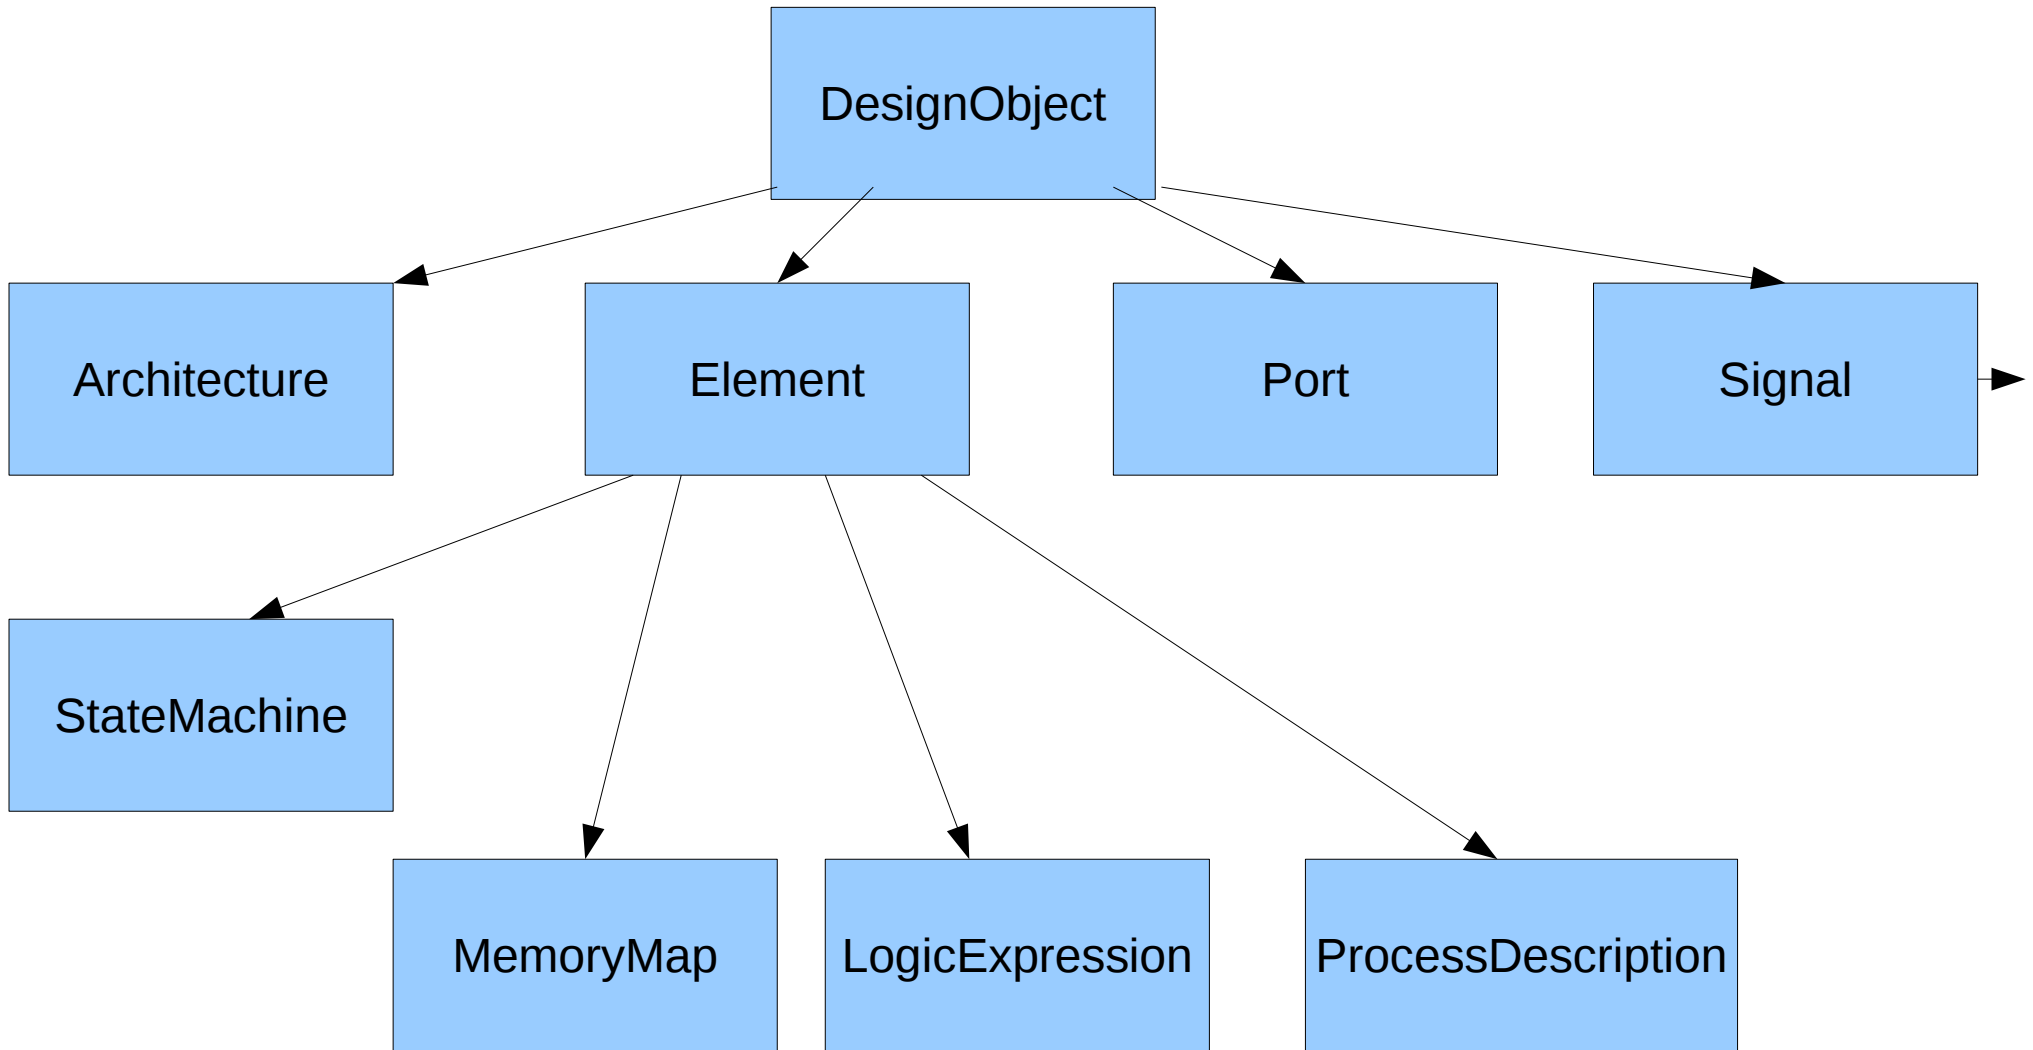 DesignObject
Architecture
Element
Port
Signal
StateMachine
MemoryMap
LogicExpression
ProcessDescription